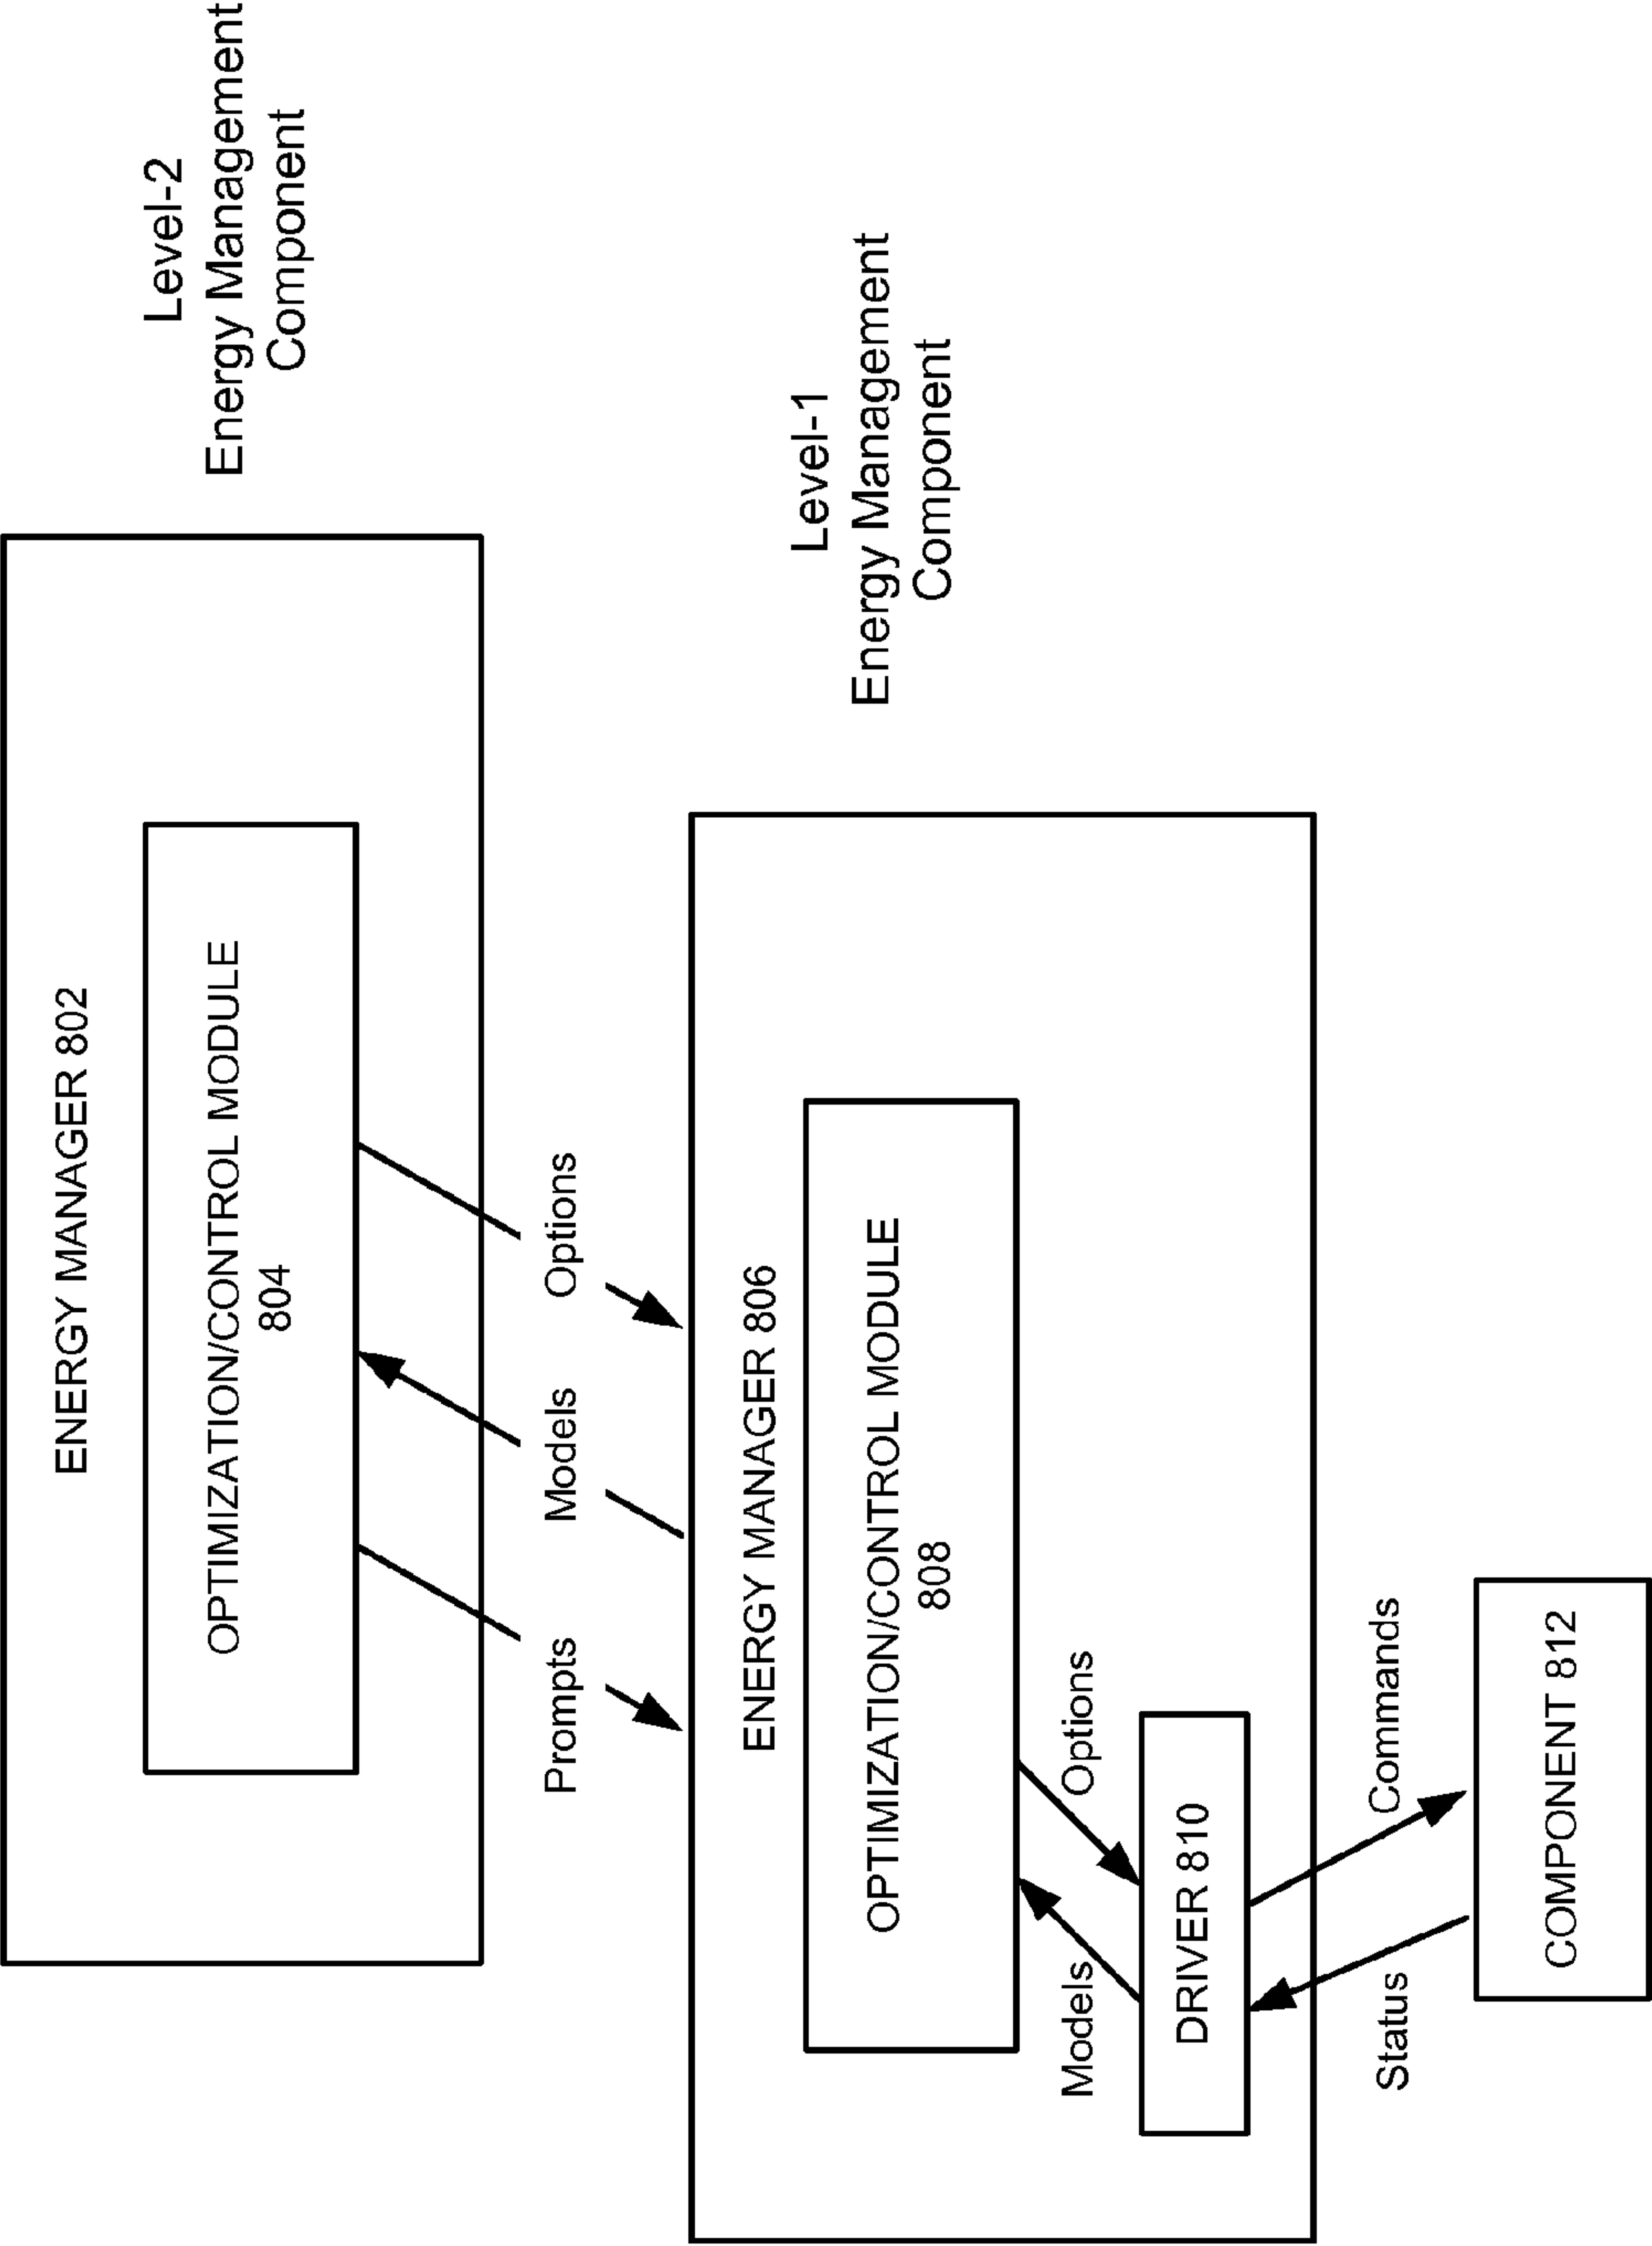 Level-2
Energy Management
Component
ENERGY MANAGER 802
OPTIMIZATION/CONTROL MODULE
804
Prompts
Models
Options
Level-1
Energy Management
Component
ENERGY MANAGER 806
OPTIMIZATION/CONTROL MODULE
808
Models
Options
DRIVER 810
Status
Commands
COMPONENT 812